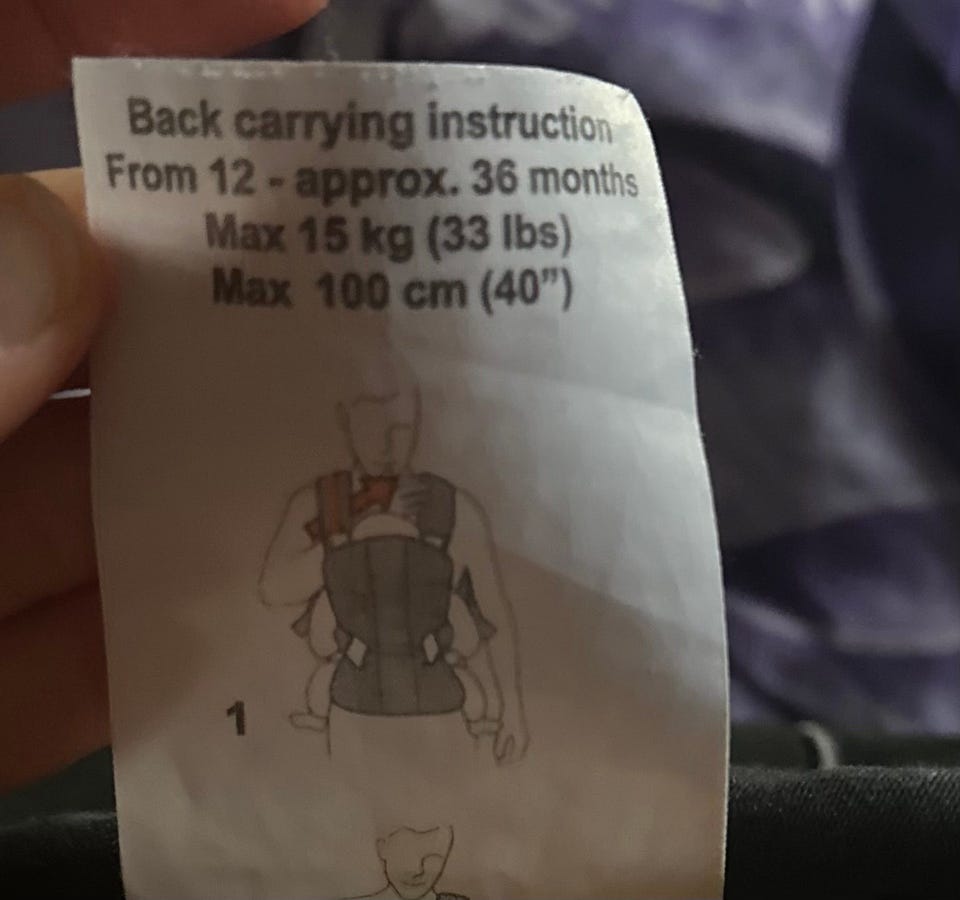 Back carrying instruction
From 12 - approx. 36 months
Max 15 kg (33 lbs)
Max 100 cm (40”)
1